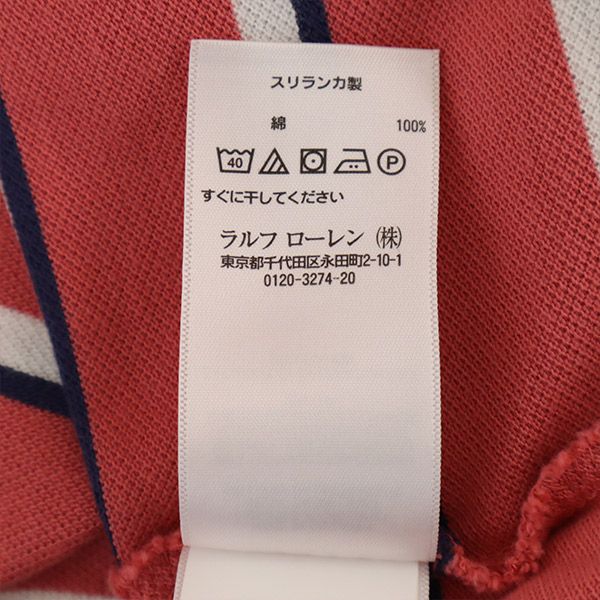 スリランカ製
綿 100%
40 P
すぐに干してください
ラルフ ローレン (株)
東京都千代田区永田町2-10-1
0120-3274-20